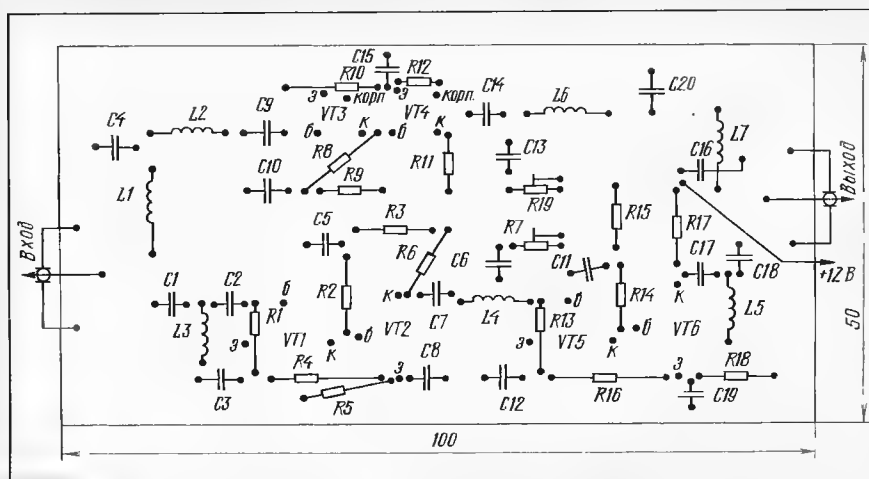 C15
R10
R12
C14
L6
C20
э
корп
э
корп.
C4
L2
C9
VT3
VT4
L7
б
к
б
к
C13
C16
R8
R11
C10
R9
L1
R19
Выход
R15
R17
Вход
C5
R3
R7
R6
C6
C11
C17
C18
+12 В
C1
C2
R2
R14
к
б
к
C7
L4
б
L5
L3
R1
R13
50
э
VT1
VT2
б
э
VT5
б
VT6
к
к
R4
э
C8
R18
C3
R5
C12
R16
э
C19
100